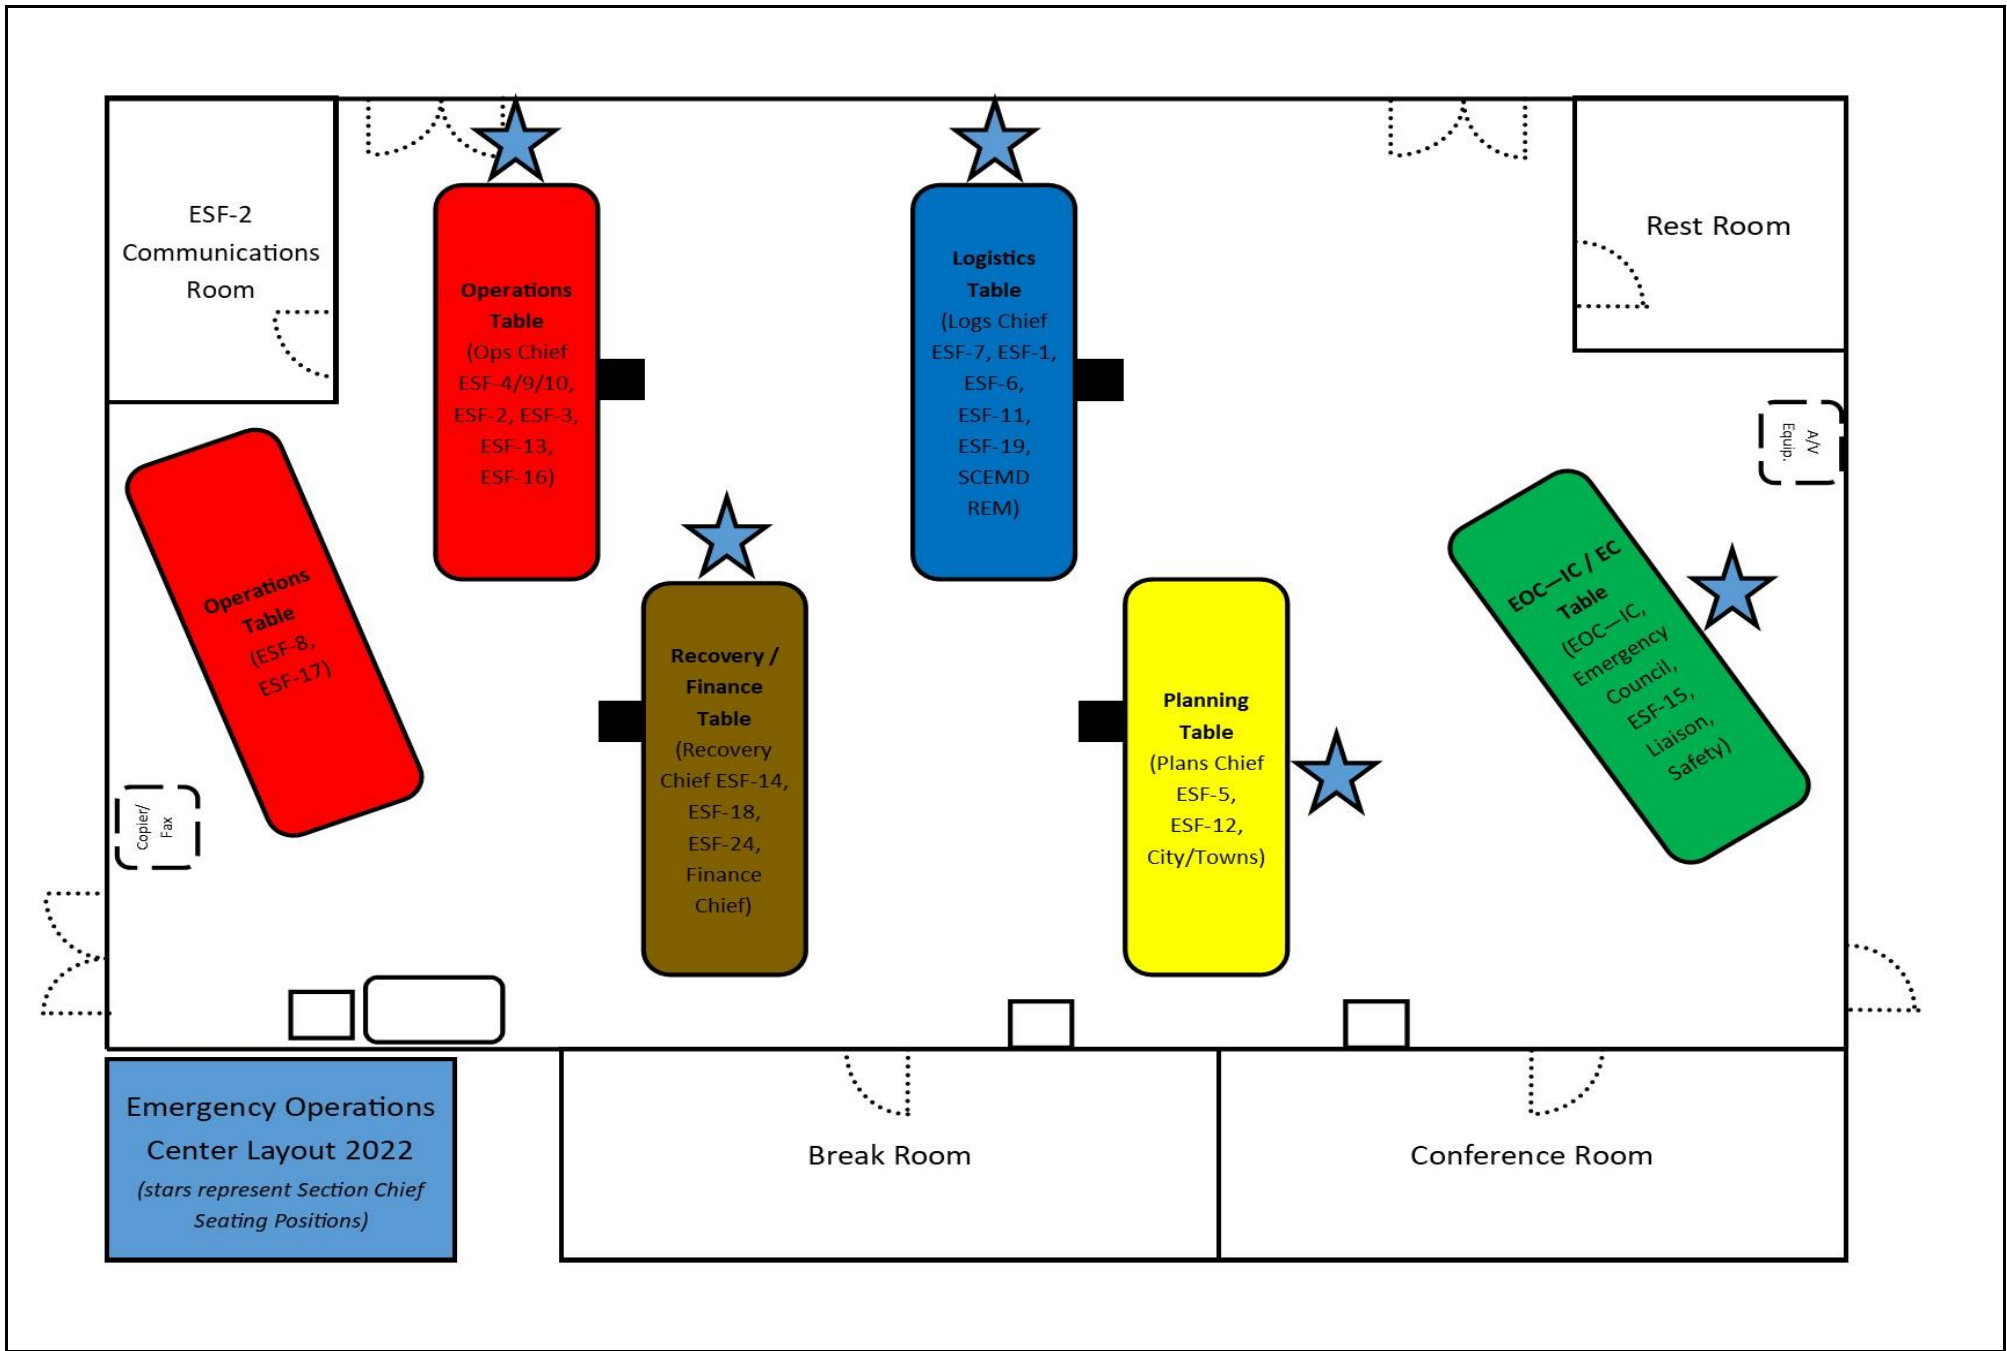 ESF-2
Communications
Room
Operations
Table
(Ops Chief
ESF-4/9/10,
ESF-2, ESF-3,
ESF-13,
ESF-16)
Logistics
Table
(Logs Chief
ESF-7, ESF-1,
ESF-6,
ESF-11,
ESF-19,
SCEMD
REM)
Rest Room
A/V
Equip.
Operations
Table
(ESF-8,
ESF-17)
Recovery /
Finance
Table
(Recovery
Chief ESF-14,
ESF-18,
ESF-24,
Finance
Chief)
Planning
Table
(Plans Chief
ESF-5,
ESF-12,
City/Towns)
EOC—IC / EC
Table
(EOC—IC,
Emergency
Council,
ESF-15,
Liaison,
Safety)
Copier/
Fax
Emergency Operations
Center Layout 2022
(stars represent Section Chief
Seating Positions)
Break Room
Conference Room